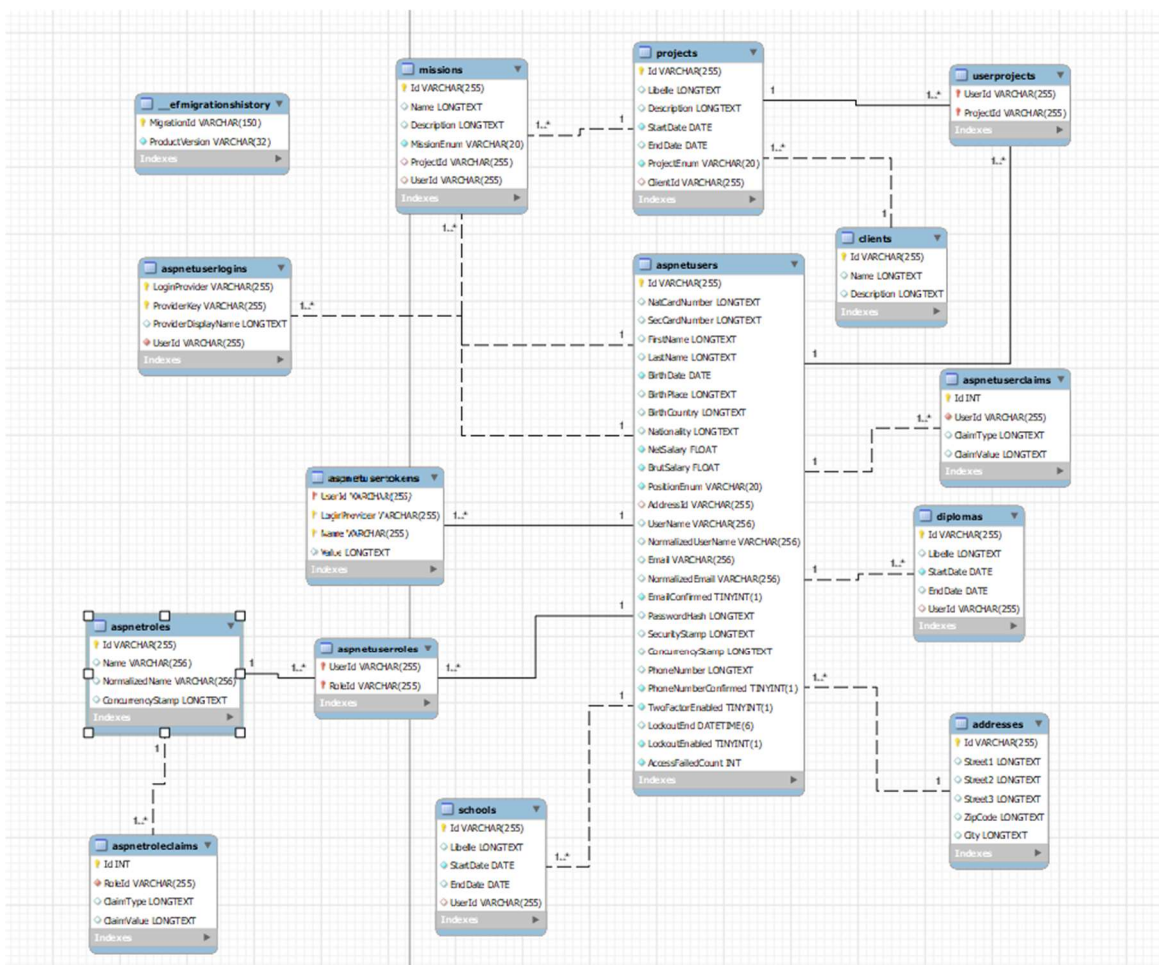 __efmigrationshistory
MigrationId VARCHAR(150)
ProductVersion VARCHAR(32)
Indexes
missions
Id VARCHAR(255)
Name LONGTEXT
Description LONGTEXT
MissionEnum VARCHAR(20)
ProjectId VARCHAR(255)
UserId VARCHAR(255)
Indexes
projects
Id VARCHAR(255)
Libelle LONGTEXT
Description LONGTEXT
StartDate DATE
EndDate DATE
ProjectEnum VARCHAR(20)
ClientId VARCHAR(255)
Indexes
userprojects
UserId VARCHAR(255)
ProjectId VARCHAR(255)
Indexes
1..*
1
1
1..*
1..*
1
1..*
1..*
clients
Id VARCHAR(255)
Name LONGTEXT
Description LONGTEXT
Indexes
aspnetuserlogins
LoginProvider VARCHAR(255)
ProviderKey VARCHAR(255)
ProviderDisplayName LONGTEXT
UserId VARCHAR(255)
Indexes
1..*
1
1
1
aspnetusers
Id VARCHAR(255)
NatCardNumber LONGTEXT
SecCardNumber LONGTEXT
FirstName LONGTEXT
LastName LONGTEXT
BirthDate DATE
BirthPlace LONGTEXT
BirthCountry LONGTEXT
Nationality LONGTEXT
NetSalary FLOAT
BrutSalary FLOAT
PositionEnum VARCHAR(20)
AddressId VARCHAR(255)
UserName VARCHAR(256)
NormalizedUserName VARCHAR(256)
Email VARCHAR(256)
NormalizedEmail VARCHAR(256)
EmailConfirmed TINYINT(1)
PasswordHash LONGTEXT
SecurityStamp LONGTEXT
ConcurrencyStamp LONGTEXT
PhoneNumber LONGTEXT
PhoneNumberConfirmed TINYINT(1)
TwoFactorEnabled TINYINT(1)
LockoutEnd DATETIME(6)
LockoutEnabled TINYINT(1)
AccessFailedCount INT
Indexes
aspnetuserclaims
Id INT
UserId VARCHAR(255)
ClaimType LONGTEXT
ClaimValue LONGTEXT
Indexes
1
1..*
aspnetusertokens
UserId VARCHAR(255)
LoginProvider VARCHAR(255)
Name VARCHAR(255)
Value LONGTEXT
Indexes
1..*
1
diplomas
Id VARCHAR(255)
Libelle LONGTEXT
StartDate DATE
EndDate DATE
UserId VARCHAR(255)
Indexes
1
1..*
aspnetroles
Id VARCHAR(255)
Name VARCHAR(256)
NormalizedName VARCHAR(256)
ConcurrencyStamp LONGTEXT
Indexes
1
1..*
aspnetuserroles
UserId VARCHAR(255)
RoleId VARCHAR(255)
Indexes
1..*
1
addresses
Id VARCHAR(255)
Street1 LONGTEXT
Street2 LONGTEXT
Street3 LONGTEXT
ZipCode LONGTEXT
City LONGTEXT
Indexes
1..*
1
1
1..*
aspnetroleclaims
Id INT
RoleId VARCHAR(255)
ClaimType LONGTEXT
ClaimValue LONGTEXT
Indexes
schools
Id VARCHAR(255)
Libelle LONGTEXT
StartDate DATE
EndDate DATE
UserId VARCHAR(255)
Indexes
1
1..*